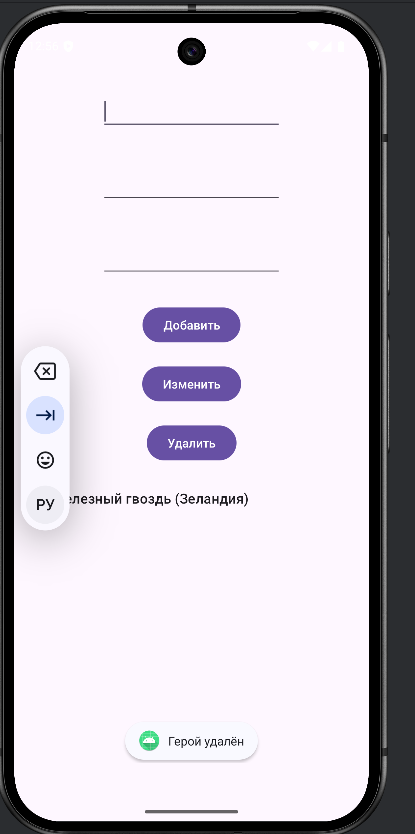 Добавить
Изменить
Удалить
РУ
елезный гвоздь (Зеландия)
Герой удалён